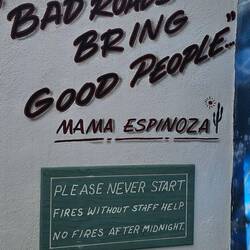 "BAD ROADS
BRING
GOOD PEOPLE..."
MAMA ESPINOZA
PLEASE NEVER START
FIRES WITHOUT STAFF HELP
NO FIRES AFTER MIDNIGHT.